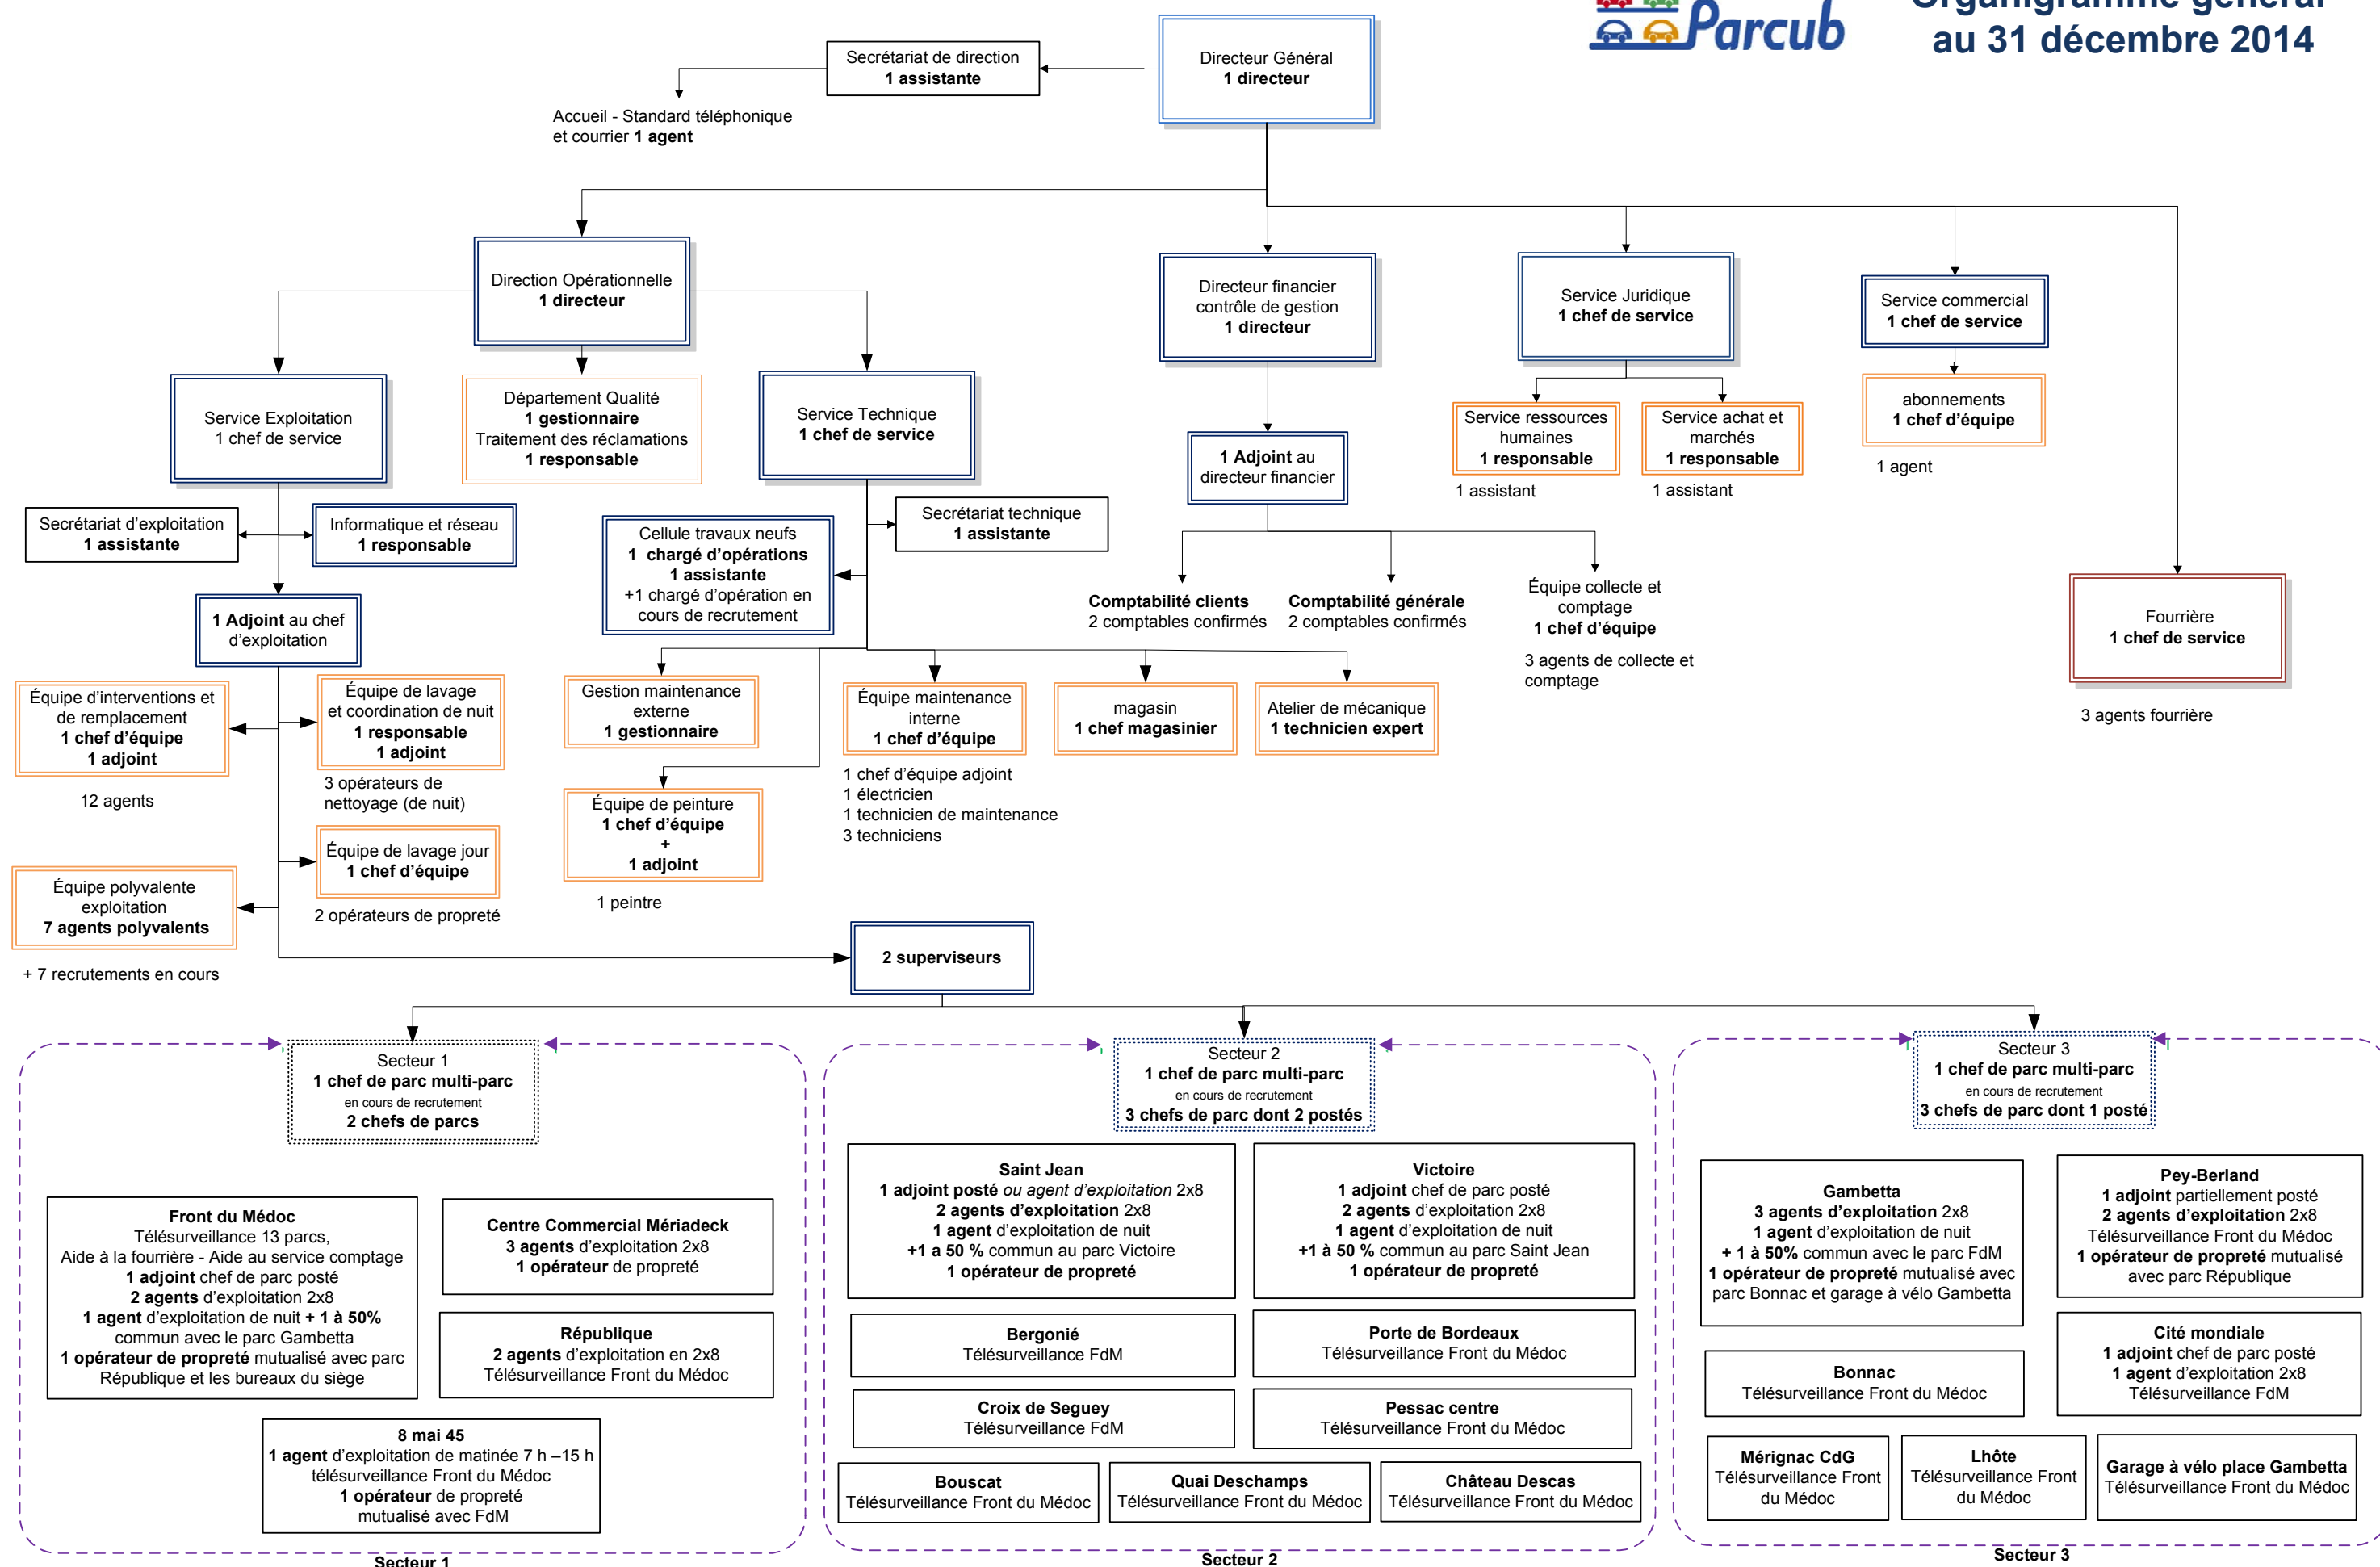 Parcub
Organigramme général
au 31 décembre 2014
Directeur Général
1 directeur
Secrétariat de direction
1 assistante
Accueil - Standard téléphonique
et courrier 1 agent
Direction Opérationnelle
1 directeur
Directeur financier
contrôle de gestion
1 directeur
Service Juridique
1 chef de service
Service commercial
1 chef de service
Service Exploitation
1 chef de service
Département Qualité
1 gestionnaire
Traitement des réclamations
1 responsable
Service Technique
1 chef de service
1 Adjoint au
directeur financier
Service ressources
humaines
1 responsable
1 assistant
Service achat et
marchés
1 responsable
1 assistant
abonnements
1 chef d’équipe
1 agent
Secrétariat d’exploitation
1 assistante
Informatique et réseau
1 responsable
Cellule travaux neufs
1 chargé d’opérations
1 assistante
+1 chargé d’opération en
cours de recrutement
Secrétariat technique
1 assistante
Comptabilité clients
2 comptables confirmés
Comptabilité générale
2 comptables confirmés
Équipe collecte et
comptage
1 chef d’équipe
3 agents de collecte et
comptage
Fourrière
1 chef de service
3 agents fourrière
1 Adjoint au chef
d’exploitation
Équipe d’interventions et
de remplacement
1 chef d’équipe
1 adjoint
12 agents
Équipe de lavage
et coordination de nuit
1 responsable
1 adjoint
3 opérateurs de
nettoyage (de nuit)
Gestion maintenance
externe
1 gestionnaire
Équipe maintenance
interne
1 chef d’équipe
1 chef d’équipe adjoint
1 électricien
1 technicien de maintenance
3 techniciens
magasin
1 chef magasinier
Atelier de mécanique
1 technicien expert
Équipe de peinture
1 chef d’équipe
+
1 adjoint
1 peintre
Équipe de lavage jour
1 chef d’équipe
2 opérateurs de propreté
Équipe polyvalente
exploitation
7 agents polyvalents
+ 7 recrutements en cours
2 superviseurs
Secteur 1
1 chef de parc multi-parc
en cours de recrutement
2 chefs de parcs
Front du Médoc
Télésurveillance 13 parcs,
Aide à la fourrière - Aide au service comptage
1 adjoint chef de parc posté
2 agents d’exploitation 2x8
1 agent d’exploitation de nuit + 1 à 50%
commun avec le parc Gambetta
1 opérateur de propreté mutualisé avec parc
République et les bureaux du siège
Centre Commercial Mériadeck
3 agents d’exploitation 2x8
1 opérateur de propreté
République
2 agents d’exploitation en 2x8
Télésurveillance Front du Médoc
8 mai 45
1 agent d’exploitation de matinée 7 h –15 h
télésurveillance Front du Médoc
1 opérateur de propreté
mutualisé avec FdM
Secteur 1
Secteur 2
1 chef de parc multi-parc
en cours de recrutement
3 chefs de parc dont 2 postés
Saint Jean
1 adjoint posté ou agent d’exploitation 2x8
2 agents d’exploitation 2x8
1 agent d’exploitation de nuit
+1 a 50 % commun au parc Victoire
1 opérateur de propreté
Victoire
1 adjoint chef de parc posté
2 agents d’exploitation 2x8
1 agent d’exploitation de nuit
+1 à 50 % commun au parc Saint Jean
1 opérateur de propreté
Bergonié
Télésurveillance FdM
Porte de Bordeaux
Télésurveillance Front du Médoc
Croix de Seguey
Télésurveillance FdM
Pessac centre
Télésurveillance Front du Médoc
Bouscat
Télésurveillance Front du Médoc
Quai Deschamps
Télésurveillance Front du Médoc
Château Descas
Télésurveillance Front du Médoc
Secteur 2
Secteur 3
1 chef de parc multi-parc
en cours de recrutement
3 chefs de parc dont 1 posté
Gambetta
3 agents d’exploitation 2x8
1 agent d’exploitation de nuit
+ 1 à 50% commun avec le parc FdM
1 opérateur de propreté mutualisé avec
parc Bonnac et garage à vélo Gambetta
Pey-Berland
1 adjoint partiellement posté
2 agents d’exploitation 2x8
Télésurveillance Front du Médoc
1 opérateur de propreté mutualisé
avec parc République
Bonnac
Télésurveillance Front du Médoc
Cité mondiale
1 adjoint chef de parc posté
1 agent d’exploitation 2x8
Télésurveillance FdM
Mérignac CdG
Télésurveillance Front
du Médoc
Lhôte
Télésurveillance Front
du Médoc
Garage à vélo place Gambetta
Télésurveillance Front du Médoc
Secteur 3